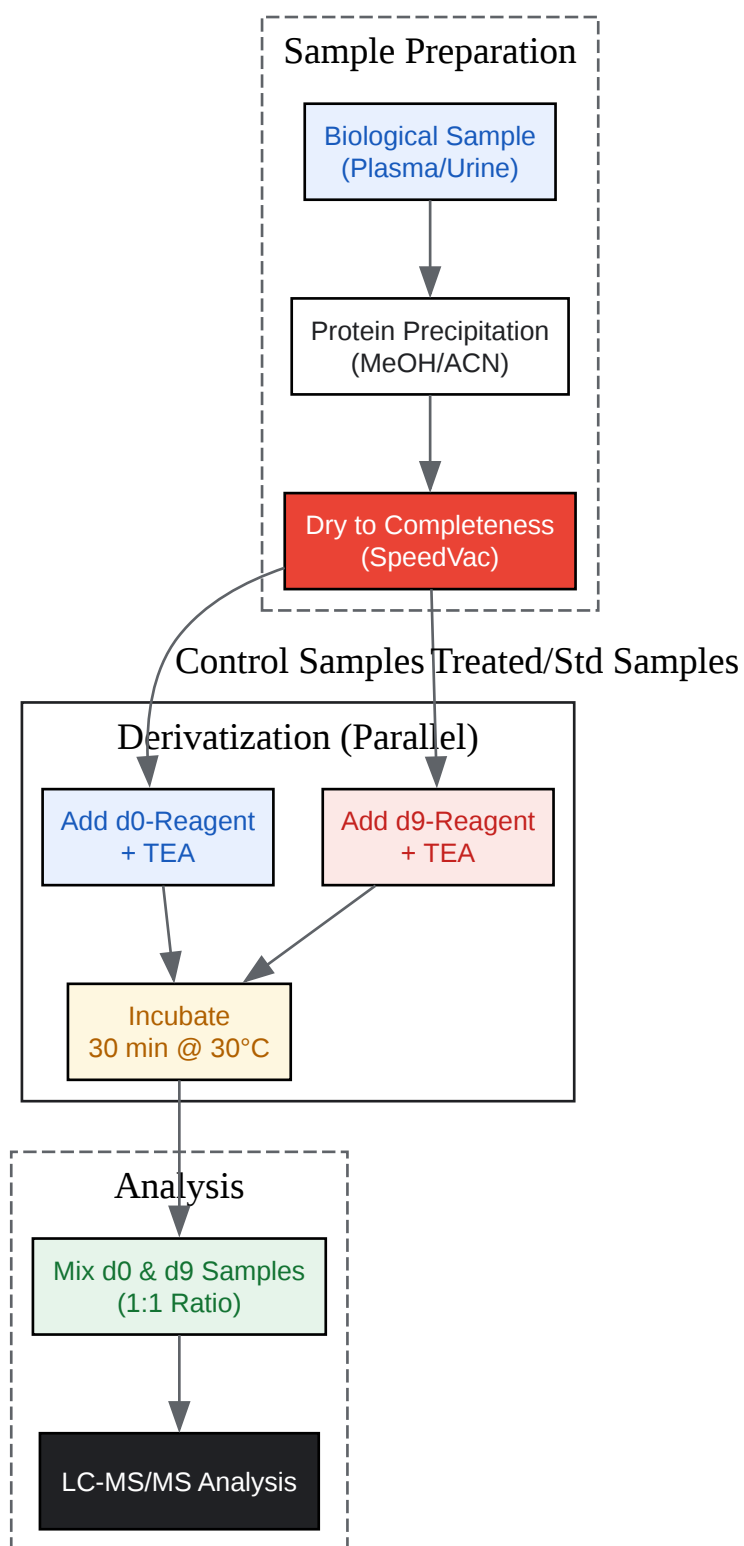 Sample Preparation
Biological Sample
(Plasma/Urine)
Protein Precipitation
(MeOH/ACN)
Dry to Completeness
(SpeedVac)
Control Samples
Treated/Std Samples
Derivatization (Parallel)
Add d0-Reagent
+ TEA
Add d9-Reagent
+ TEA
Incubate
30 min @ 30°C
Analysis
Mix d0 & d9 Samples
(1:1 Ratio)
LC-MS/MS Analysis